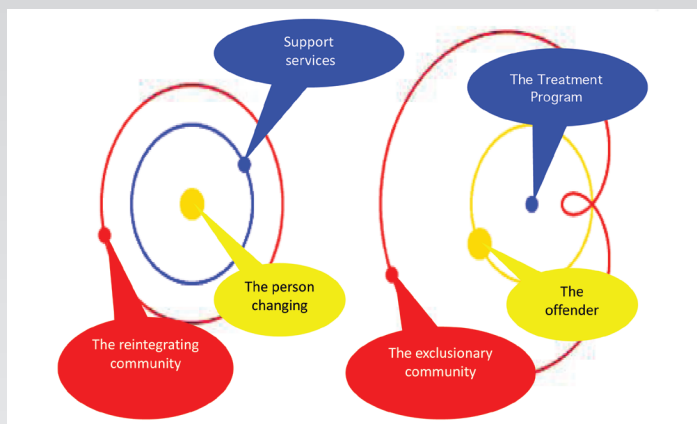 Support
services
The person
changing
The reintegrating
community
The Treatment
Program
The
offender
The exclusionary
community